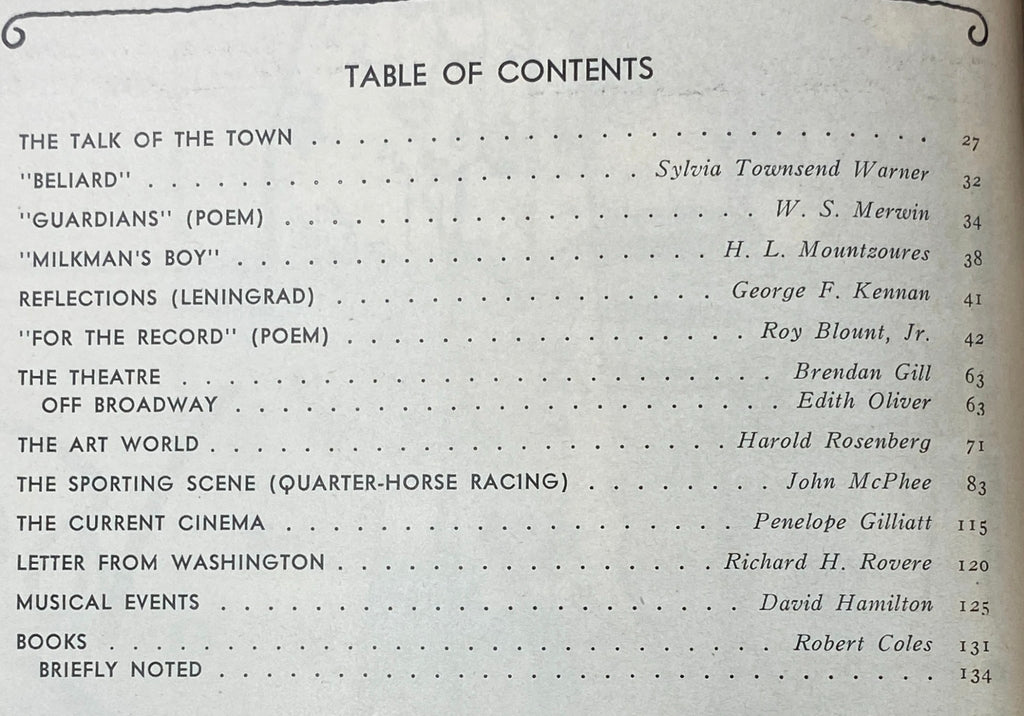 TABLE OF CONTENTS
THE TALK OF THE TOWN . . . . . . . . . . . . . . . . . . . . . . . . . . . . . 27
"BELIARD" . . . . . . . . . . . . . . . . . . . . . . . Sylvia Townsend Warner 32
"GUARDIANS" (POEM) . . . . . . . . . . . . . . . . . . . . . . W. S. Merwin 34
"MILKMAN'S BOY" . . . . . . . . . . . . . . . . . . . . . . H. L. Mountzoures 38
REFLECTIONS (LENINGRAD) . . . . . . . . . . . . . . . . . George F. Kennan 41
"FOR THE RECORD" (POEM) . . . . . . . . . . . . . . . . . . Roy Blount, Jr. 42
THE THEATRE . . . . . . . . . . . . . . . . . . . . . . . . . . Brendan Gill 63
OFF BROADWAY . . . . . . . . . . . . . . . . . . . . . . . . Edith Oliver 63
THE ART WORLD . . . . . . . . . . . . . . . . . . . . . . . Harold Rosenberg 71
THE SPORTING SCENE (QUARTER-HORSE RACING) . . . . . . . . John McPhee 83
THE CURRENT CINEMA . . . . . . . . . . . . . . . . . . . . Penelope Gilliatt 115
LETTER FROM WASHINGTON . . . . . . . . . . . . . . . . Richard H. Rovere 120
MUSICAL EVENTS . . . . . . . . . . . . . . . . . . . . . . . David Hamilton 125
BOOKS . . . . . . . . . . . . . . . . . . . . . . . . . . . . Robert Coles 131
BRIEFLY NOTED . . . . . . . . . . . . . . . . . . . . . . . . . . . . . . . 134